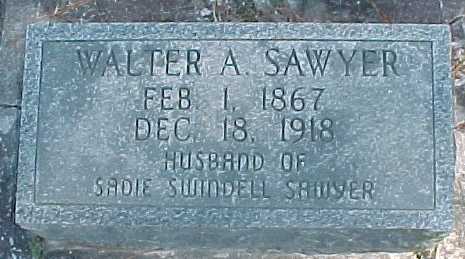 WALTER A. SAWYER
FEB. 1, 1867
DEC. 18, 1918
HUSBAND OF
SADIE SWINDELL SAWYER